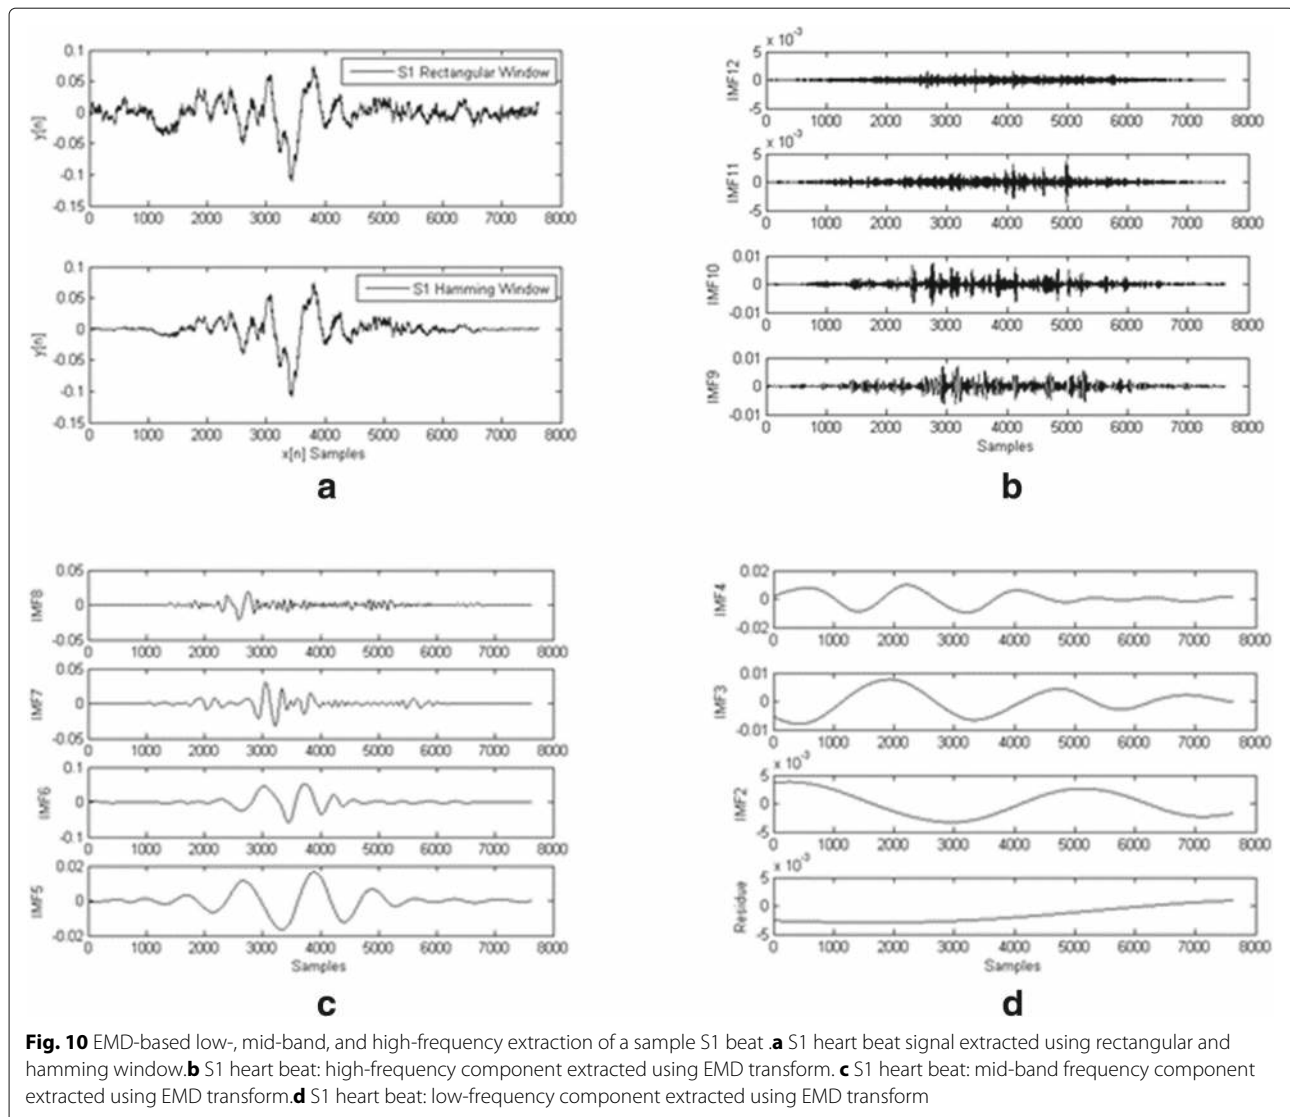 0.1
0.05
0
-0.05
-0.1
-0.15
y[n]
S1 Rectangular Window
0 1000 2000 3000 4000 5000 6000 7000 8000
0.1
0.05
0
-0.05
-0.1
-0.15
y[n]
S1 Hamming Window
0 1000 2000 3000 4000 5000 6000 7000 8000
x[n] Samples
a
x 10^-3
5
0
-5
IMF12
0 1000 2000 3000 4000 5000 6000 7000 8000
x 10^-3
5
0
-5
IMF11
0 1000 2000 3000 4000 5000 6000 7000 8000
0.01
0
-0.01
IMF10
0 1000 2000 3000 4000 5000 6000 7000 8000
0.01
0
-0.01
IMF9
0 1000 2000 3000 4000 5000 6000 7000 8000
Samples
b
0.05
0
-0.05
IMF8
0 1000 2000 3000 4000 5000 6000 7000 8000
0.05
0
-0.05
IMF7
0 1000 2000 3000 4000 5000 6000 7000 8000
0.1
0
-0.1
IMF6
0 1000 2000 3000 4000 5000 6000 7000 8000
0.02
0
-0.02
IMF5
0 1000 2000 3000 4000 5000 6000 7000 8000
Samples
c
0.02
0
-0.02
IMF4
0 1000 2000 3000 4000 5000 6000 7000 8000
0.01
0
-0.01
IMF3
0 1000 2000 3000 4000 5000 6000 7000 8000
x 10^-3
5
0
-5
IMF2
0 1000 2000 3000 4000 5000 6000 7000 8000
x 10^-3
5
0
-5
Residue
0 1000 2000 3000 4000 5000 6000 7000 8000
Samples
d
Fig. 10 EMD-based low-, mid-band, and high-frequency extraction of a sample S1 beat .a S1 heart beat signal extracted using rectangular and
hamming window.b S1 heart beat: high-frequency component extracted using EMD transform. c S1 heart beat: mid-band frequency component
extracted using EMD transform.d S1 heart beat: low-frequency component extracted using EMD transform